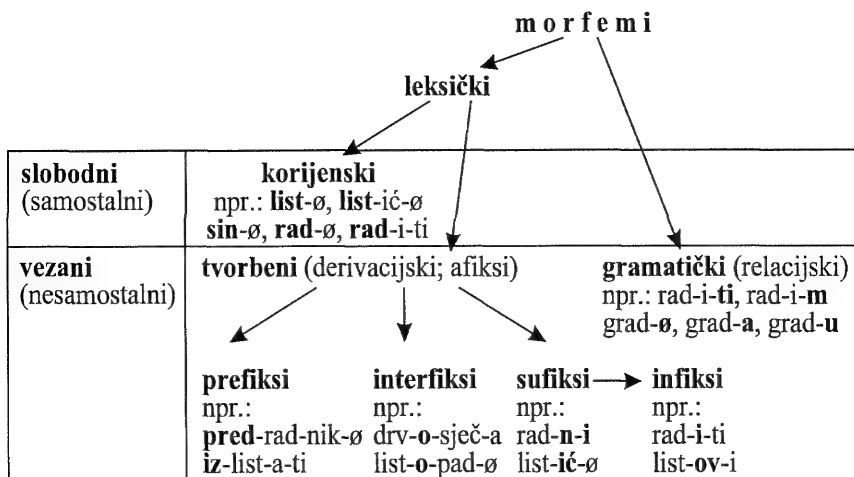 morfemi
leksički
slobodni
(samostalni)
korijenski
npr.: list-ø, list-ić-ø
sin-ø, rad-ø, rad-i-ti
vezani
(nesamostalni)
tvorbeni (derivacijski; afiksi)
gramatički (relacijski)
npr.: rad-i-ti, rad-i-m
grad-ø, grad-a, grad-u
prefiksi
npr.:
pred-rad-nik-ø
iz-list-a-ti
interfiksi
npr.:
drv-o-sječ-a
list-o-pad-ø
sufiksi
npr.:
rad-n-i
list-ić-ø
infiksi
npr.:
rad-i-ti
list-ov-i